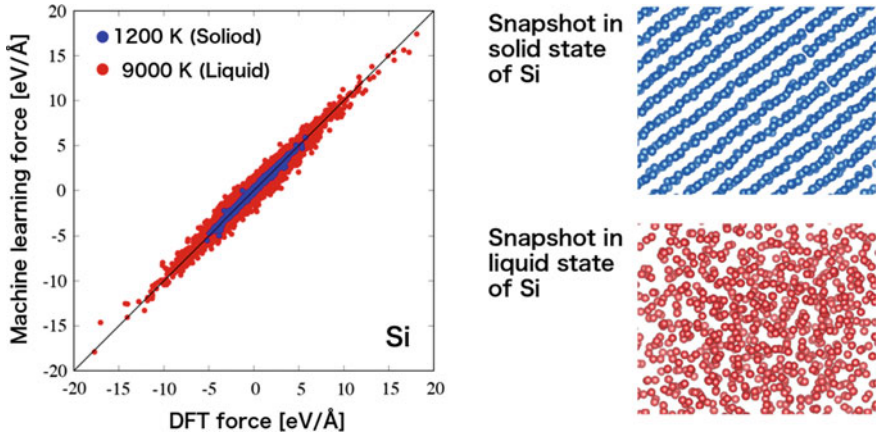 20
15
10
5
0
-5
-10
-15
-20
Machine learning force [eV/Å]
1200 K (Soliod)
9000 K (Liquid)
Si
-20 -15 -10 -5 0 5 10 15 20
DFT force [eV/Å]
Snapshot in
solid state
of Si
Snapshot in
liquid state
of Si